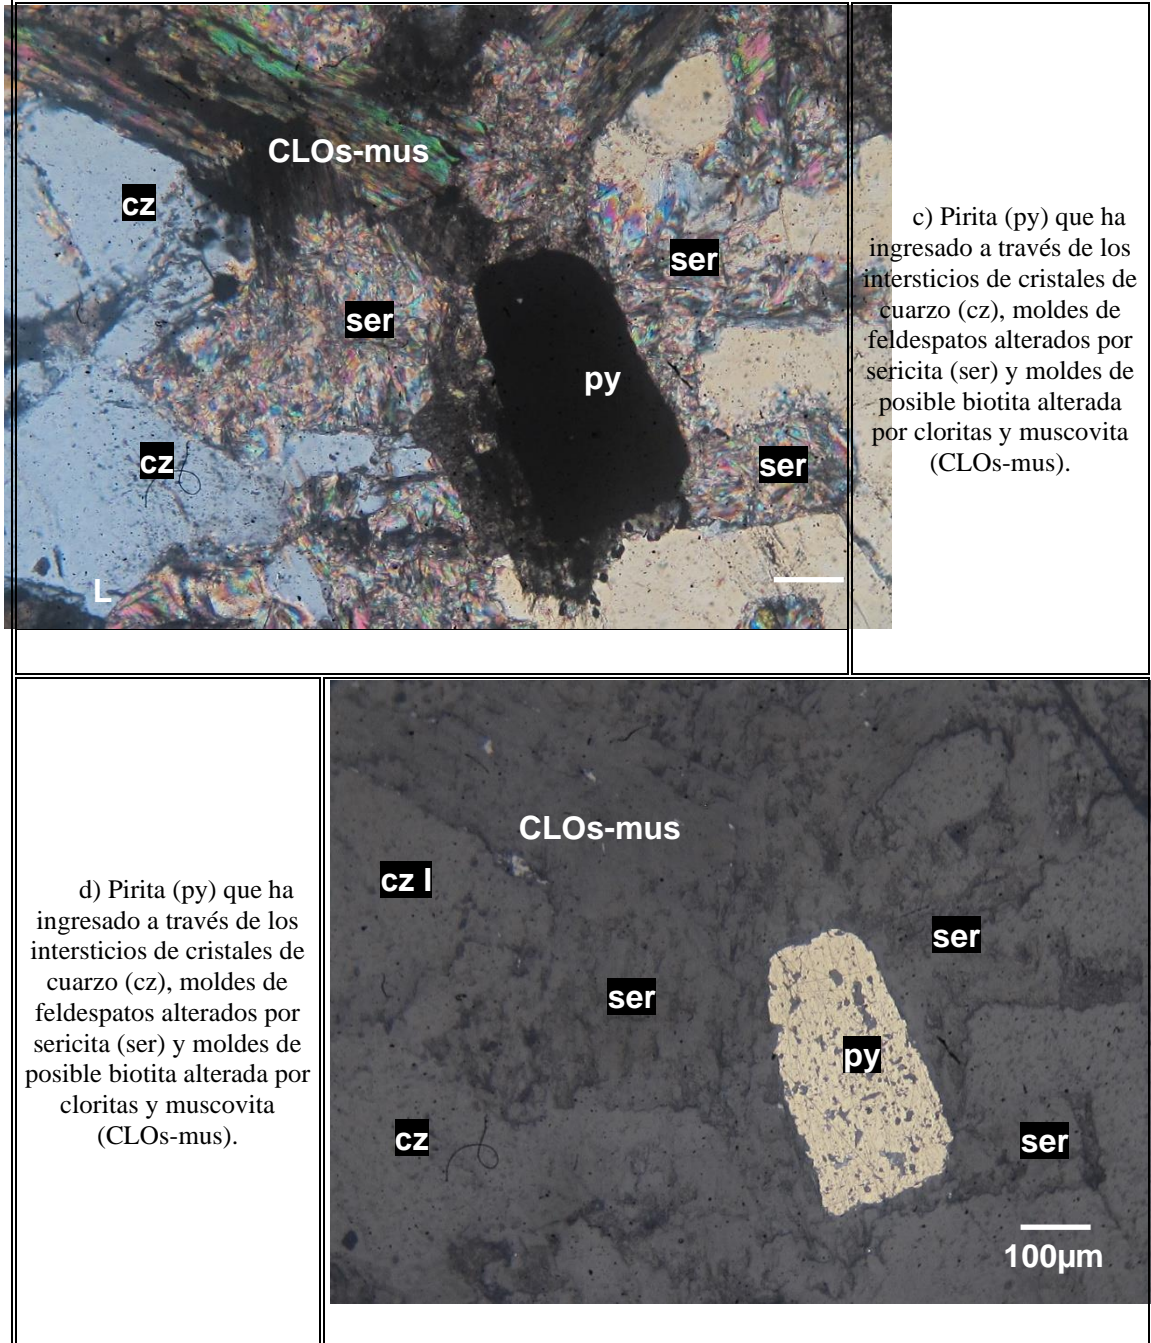 CLOs-mus
cz
ser
ser
py
cz
ser
L
c) Pirita (py) que ha
ingresado a través de los
intersticios de cristales de
cuarzo (cz), moldes de
feldespatos alterados por
sericita (ser) y moldes de
posible biotita alterada
por cloritas y muscovita
(CLOs-mus).
d) Pirita (py) que ha
ingresado a través de los
intersticios de cristales de
cuarzo (cz), moldes de
feldespatos alterados por
sericita (ser) y moldes de
posible biotita alterada por
cloritas y muscovita
(CLOs-mus).
CLOs-mus
cz I
ser
ser
py
cz
ser
100µm